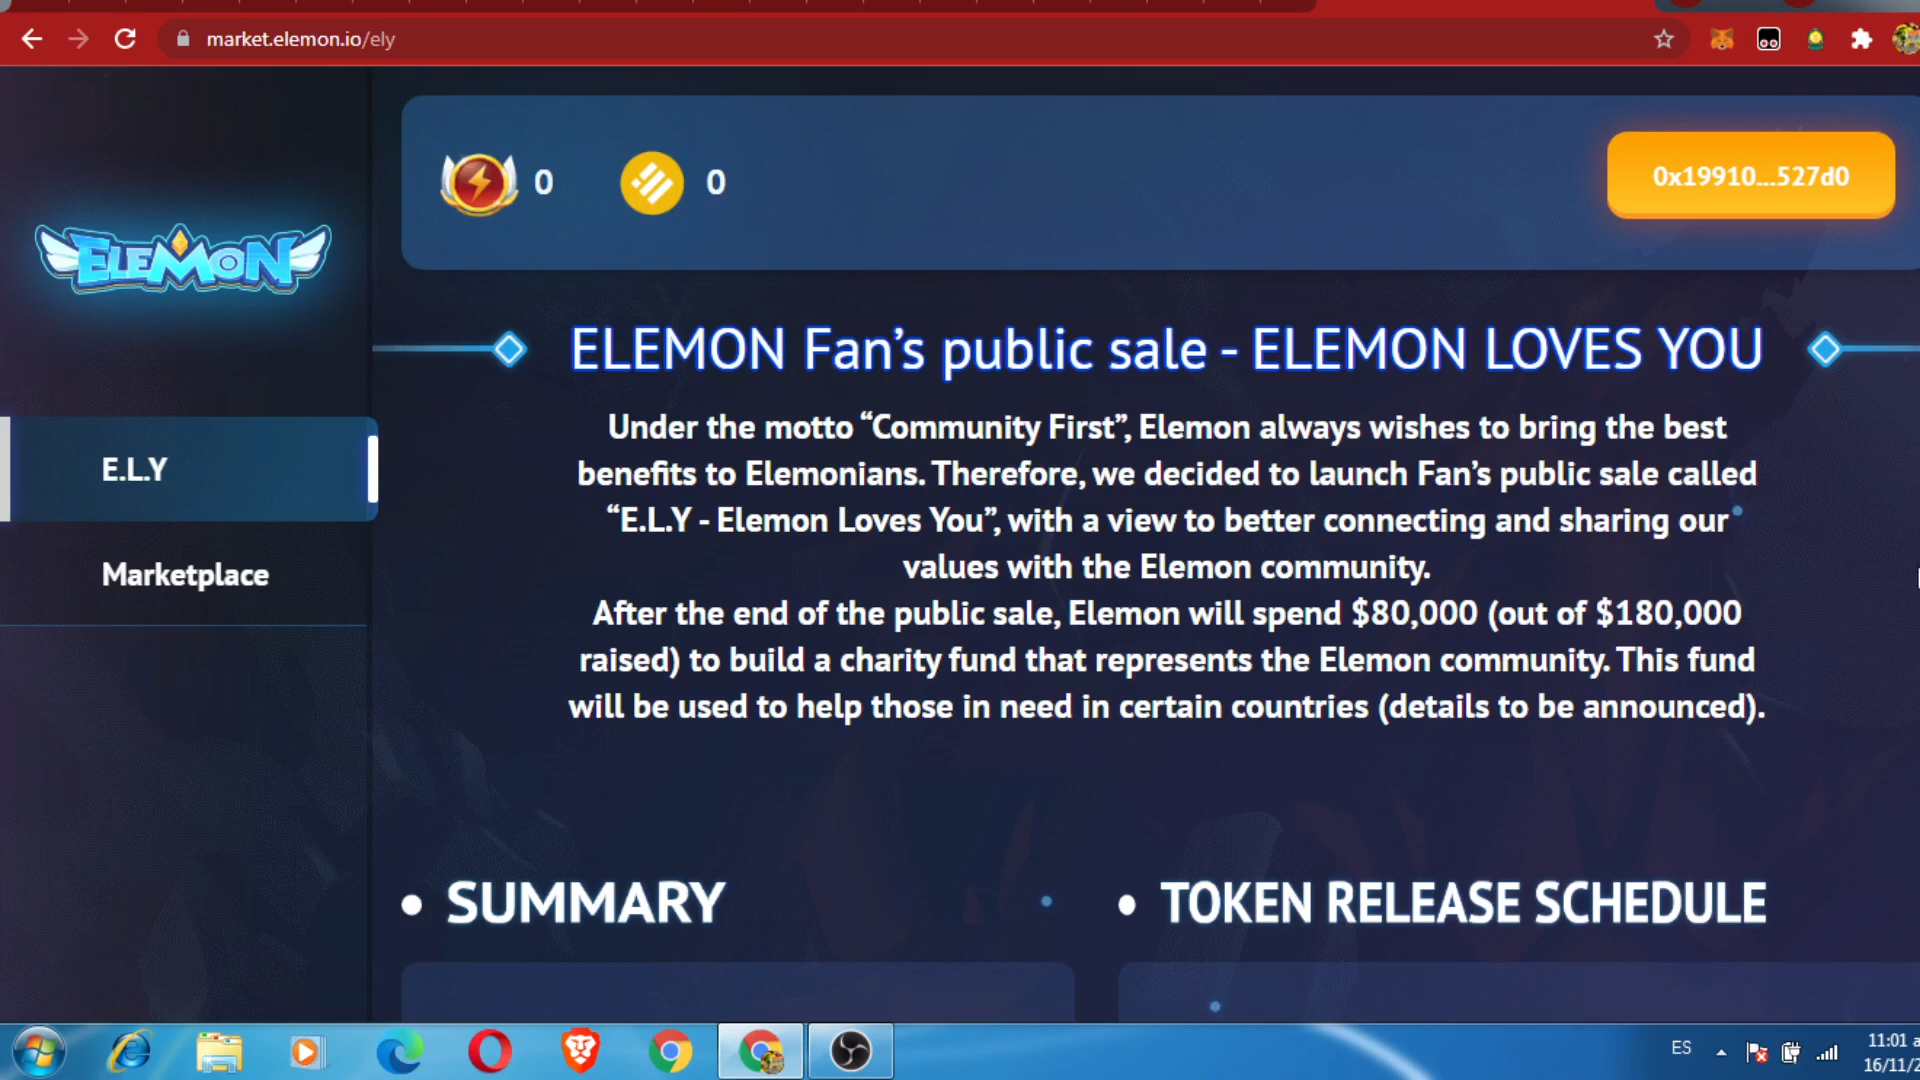 market.elemon.io/ely
0
0
0x19910...527d0
ELEMON
ELEMON Fan’s public sale - ELEMON LOVES YOU
Under the motto “Community First”, Elemon always wishes to bring the best
benefits to Elemonians. Therefore, we decided to launch Fan’s public sale called
“E.L.Y - Elemon Loves You”, with a view to better connecting and sharing our
values with the Elemon community.
After the end of the public sale, Elemon will spend $80,000 (out of $180,000
raised) to build a charity fund that represents the Elemon community. This fund
will be used to help those in need in certain countries (details to be announced).
E.L.Y
Marketplace
SUMMARY
TOKEN RELEASE SCHEDULE
ES
11:01 a
16/11/2